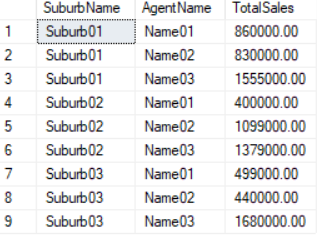 SuburbName AgentName TotalSales
1 Suburb01 Name01 860000.00
2 Suburb01 Name02 830000.00
3 Suburb01 Name03 1555000.00
4 Suburb02 Name01 400000.00
5 Suburb02 Name02 1099000.00
6 Suburb02 Name03 1379000.00
7 Suburb03 Name01 499000.00
8 Suburb03 Name02 440000.00
9 Suburb03 Name03 1680000.00